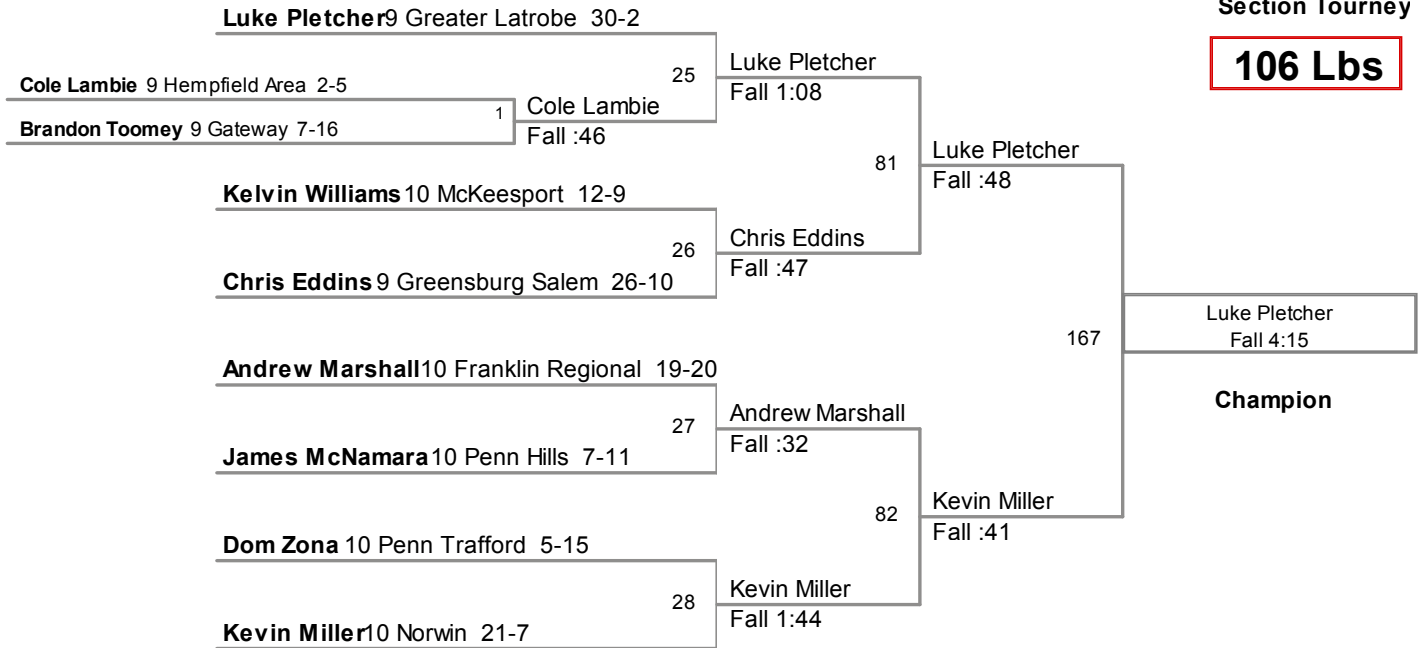 Section Tourney
106 Lbs
Luke Pletcher 9 Greater Latrobe 30-2
Cole Lambie 9 Hempfield Area 2-5
Brandon Toomey 9 Gateway 7-16
1
Cole Lambie
Fall :46
25
Luke Pletcher
Fall 1:08
Kelvin Williams 10 McKeesport 12-9
Chris Eddins 9 Greensburg Salem 26-10
26
Chris Eddins
Fall :47
81
Luke Pletcher
Fall :48
Andrew Marshall 10 Franklin Regional 19-20
James McNamara 10 Penn Hills 7-11
27
Andrew Marshall
Fall :32
Dom Zona 10 Penn Trafford 5-15
Kevin Miller 10 Norwin 21-7
28
Kevin Miller
Fall 1:44
82
Kevin Miller
Fall :41
167
Luke Pletcher
Fall 4:15
Champion